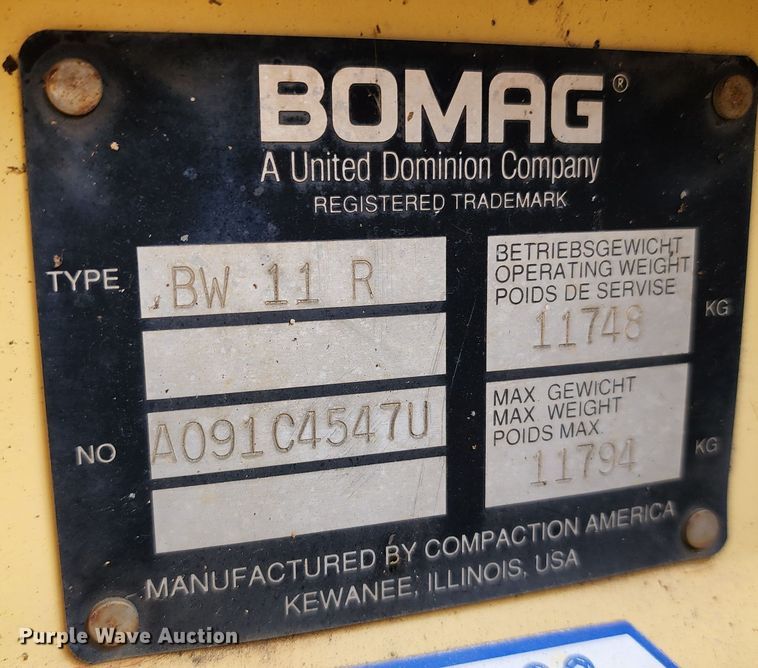 BOMAG®
A United Dominion Company
REGISTERED TRADEMARK
TYPE BW 11 R
BETRIEBSGEWICHT
OPERATING WEIGHT
POIDS DE SERVISE
11748 KG
NO A091C4547U
MAX. GEWICHT
MAX. WEIGHT
POIDS MAX.
11794 KG
MANUFACTURED BY COMPACTION AMERICA
KEWANEE, ILLINOIS, USA
Purple Wave Auction